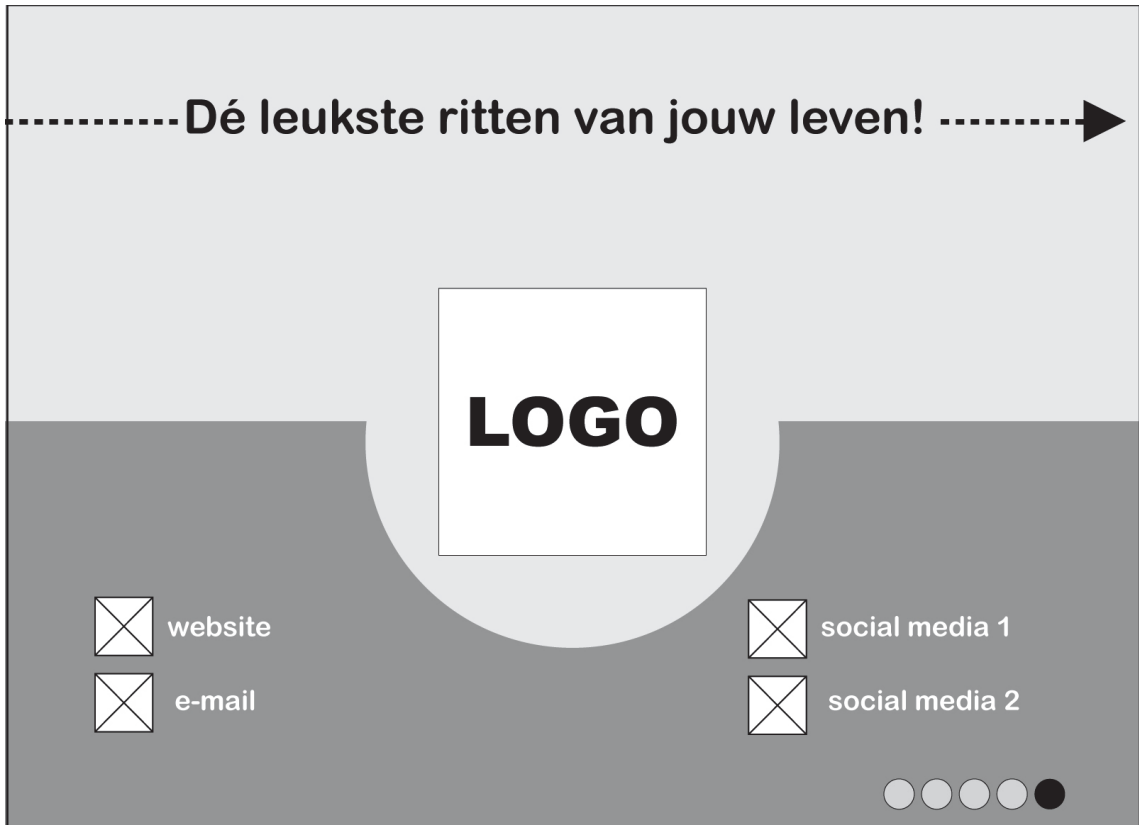 Dé leukste ritten van jouw leven!
LOGO
website
e-mail
social media 1
social media 2